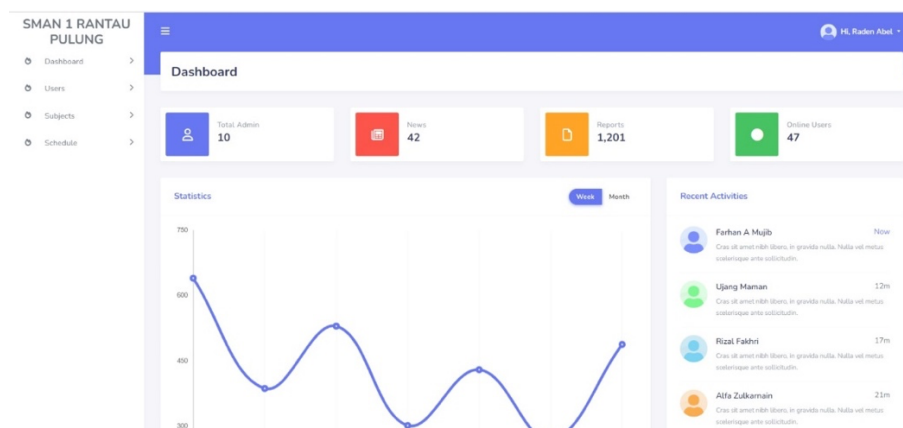 SMAN 1 RANTAU
PULUNG
Dashboard
Users
Subjects
Schedule
Hi, Raden Abel
Dashboard
Total Admin
10
News
42
Reports
1,201
Online Users
47
Statistics
Week Month
750
600
450
300
Recent Activities
Farhan A Mujib Now
Cras sit amet nibh libero, in gravida nulla. Nulla vel metus
scelerisque ante sollicitudin.
Ujang Maman 12m
Cras sit amet nibh libero, in gravida nulla. Nulla vel metus
scelerisque ante sollicitudin.
Rizal Fakhri 17m
Cras sit amet nibh libero, in gravida nulla. Nulla vel metus
scelerisque ante sollicitudin.
Alfa Zulkarnain 21m
Cras sit amet nibh libero, in gravida nulla. Nulla vel metus
scelerisque ante sollicitudin.